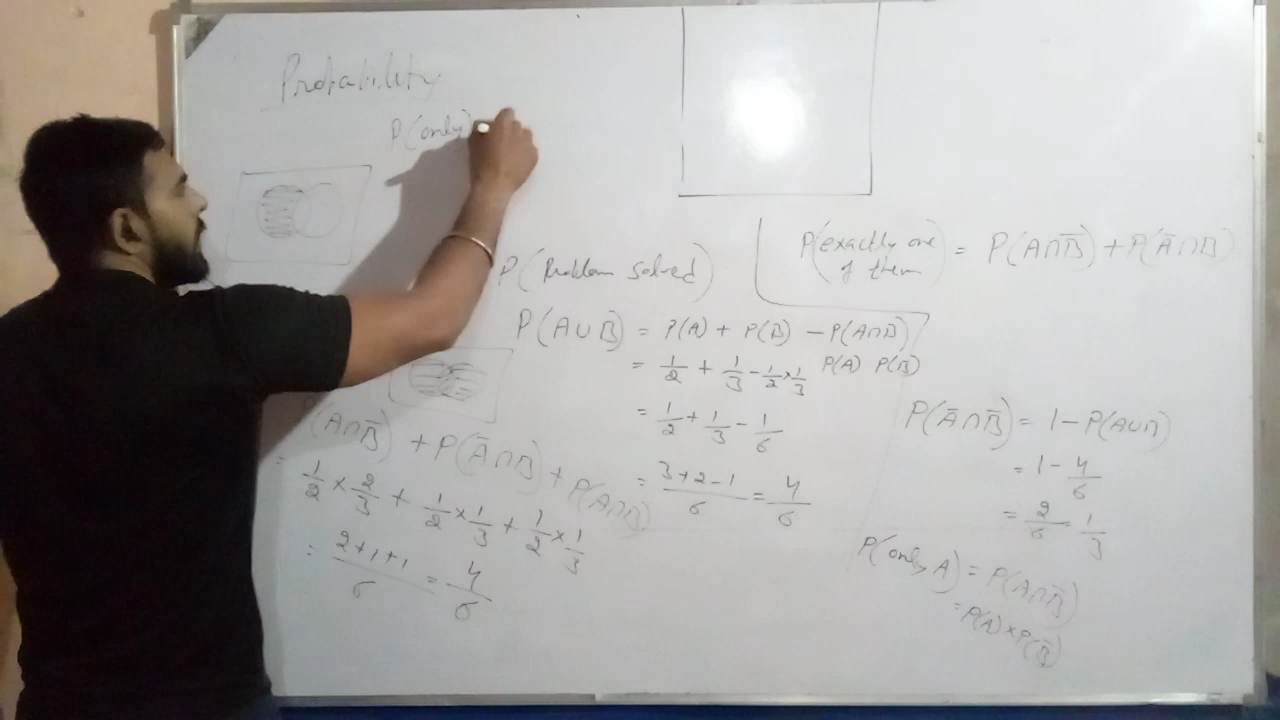 Probability
P(only)
P(exactly one of them) = P(A∩B̄) + P(Ā∩B)
P(Problem solved)
P(A∪B) = P(A) + P(B) - P(A∩B)
= 1/2 + 1/3 - 1/2 × 1/3 P(A) P(B)
= 1/2 + 1/3 - 1/6
= 3+2-1/6 = 4/6
P(A∩B̄) + P(Ā∩B) + P(A∩B)
= 1/2 × 2/3 + 1/2 × 1/3 + 1/2 × 1/3
= 2+1+1/6 = 4/6
P(Ā∩B̄) = 1 - P(A∪B)
= 1 - 4/6
= 2/6 = 1/3
P(only A) = P(A∩B̄)
= P(A) × P(B̄)